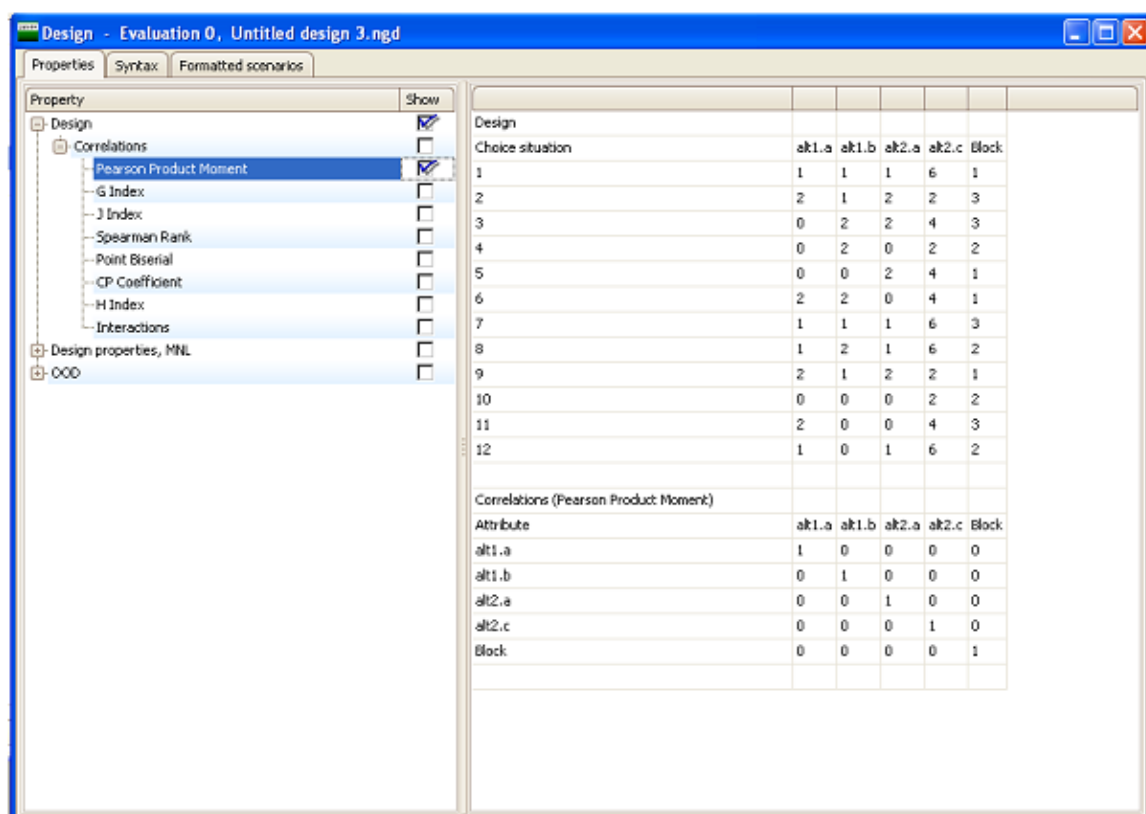 Design - Evaluation 0, Untitled design 3.ngd
Properties Syntax Formatted scenarios
Property Show
Design
Correlations
Pearson Product Moment
G Index
J Index
Spearman Rank
Point Biserial
CP Coefficient
H Index
Interactions
Design properties, MNL
OOD
Design
Choice situation alt1.a alt1.b alt2.a alt2.c Block
1 1 1 1 6 1
2 2 1 2 2 3
3 0 2 2 4 3
4 0 2 0 2 2
5 0 0 2 4 1
6 2 2 0 4 1
7 1 1 1 6 3
8 1 2 1 6 2
9 2 1 2 2 1
10 0 0 0 2 2
11 2 0 0 4 3
12 1 0 1 6 2
Correlations (Pearson Product Moment)
Attribute alt1.a alt1.b alt2.a alt2.c Block
alt1.a 1 0 0 0 0
alt1.b 0 1 0 0 0
alt2.a 0 0 1 0 0
alt2.c 0 0 0 1 0
Block 0 0 0 0 1